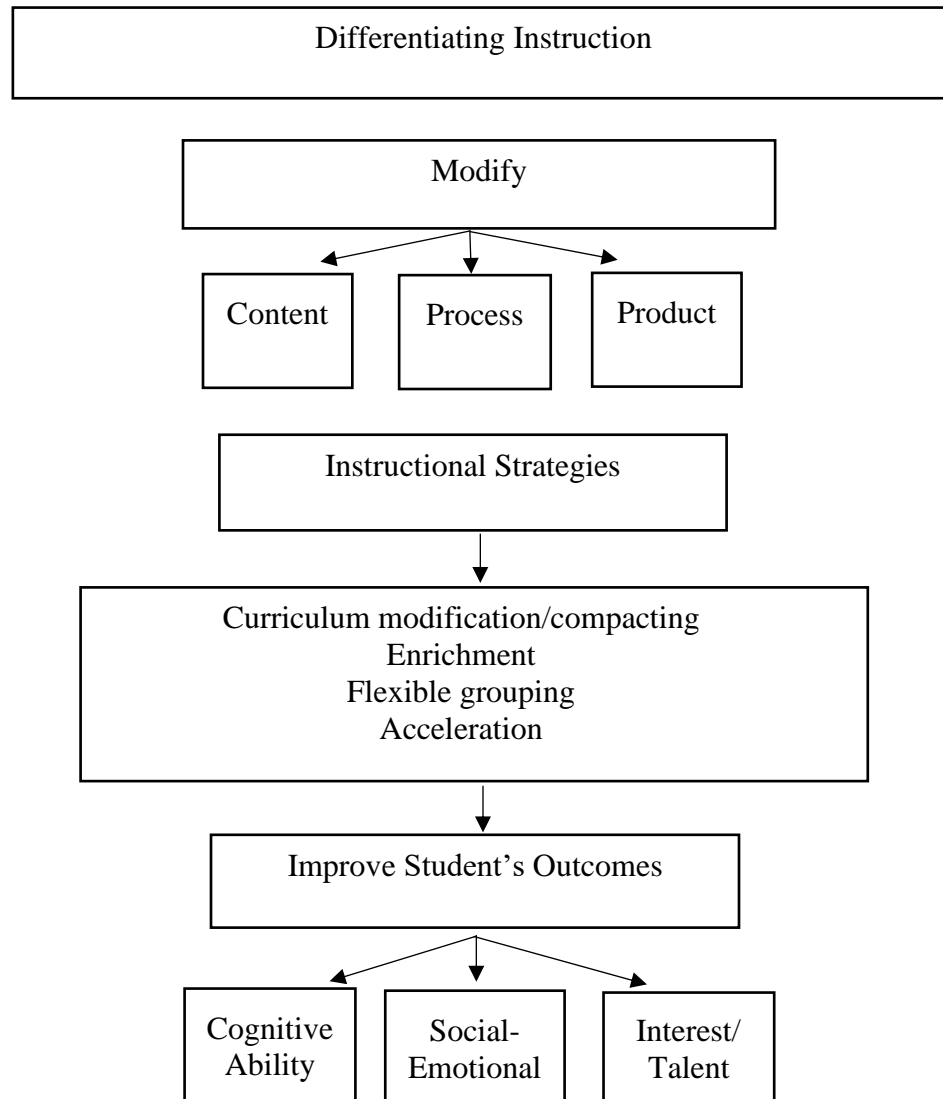 Differentiating Instruction
Modify
Content
Process
Product
Instructional Strategies
Curriculum modification/compacting
Enrichment
Flexible grouping
Acceleration
Improve Student’s Outcomes
Cognitive
Ability
Social-
Emotional
Interest/
Talent